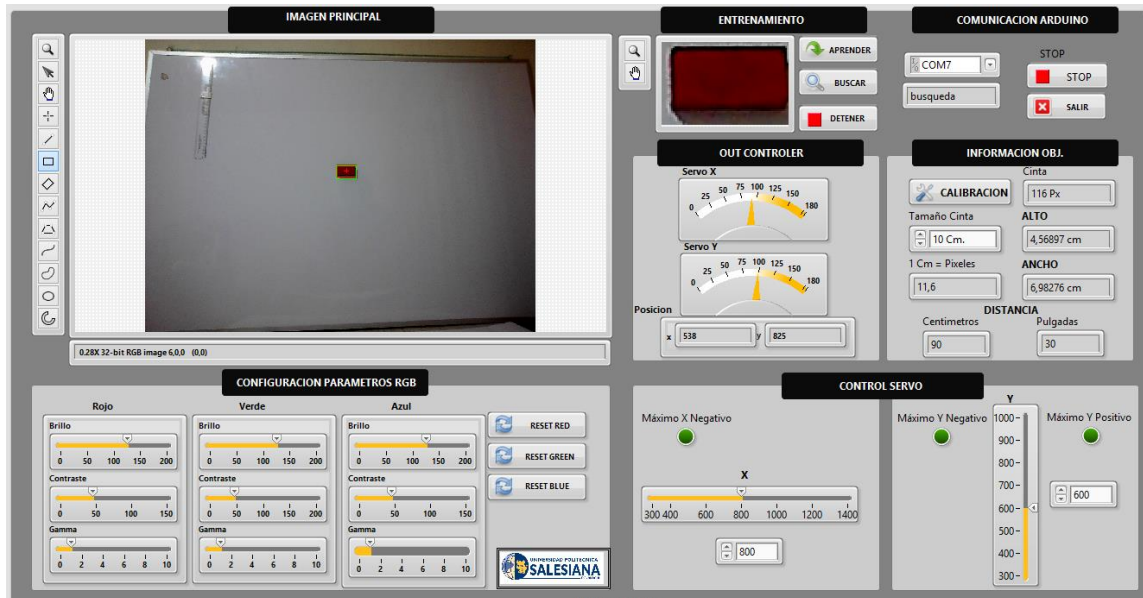 IMAGEN PRINCIPAL
0.28X 32-bit RGB image 6,0,0 (0,0)
ENTRENAMIENTO
APRENDER
BUSCAR
DETENER
COMUNICACION ARDUINO
COM7
busqueda
STOP
STOP
SALIR
OUT CONTROLER
Servo X
0 25 50 75 100 125 150 180
Servo Y
0 25 50 75 100 125 150 180
Posicion
x 538 y 825
INFORMACION OBJ.
CALIBRACION
Cinta
116 Px
Tamaño Cinta
10 Cm.
ALTO
4,56897 cm
1 Cm = Pixeles
11,6
ANCHO
6,98276 cm
DISTANCIA
Centimetros Pulgadas
90 30
CONFIGURACION PARAMETROS RGB
Rojo Verde Azul
Brillo Brillo Brillo
0 50 100 150 200 0 50 100 150 200 0 50 100 150 200
Contraste Contraste Contraste
0 50 100 150 0 50 100 150 200 0 50 100 150
Gamma Gamma Gamma
0 2 4 6 8 10 0 2 4 6 8 10 0 2 4 6 8 10
RESET RED
RESET GREEN
RESET BLUE
UNIVERSIDAD POLITECNICA
SALESIANA
CONTROL SERVO
Máximo X Negativo
X
300 400 600 800 1000 1200 1400
800
Máximo Y Negativo
Y
1000
900
800
700
600
500
400
300
Máximo Y Positivo
600